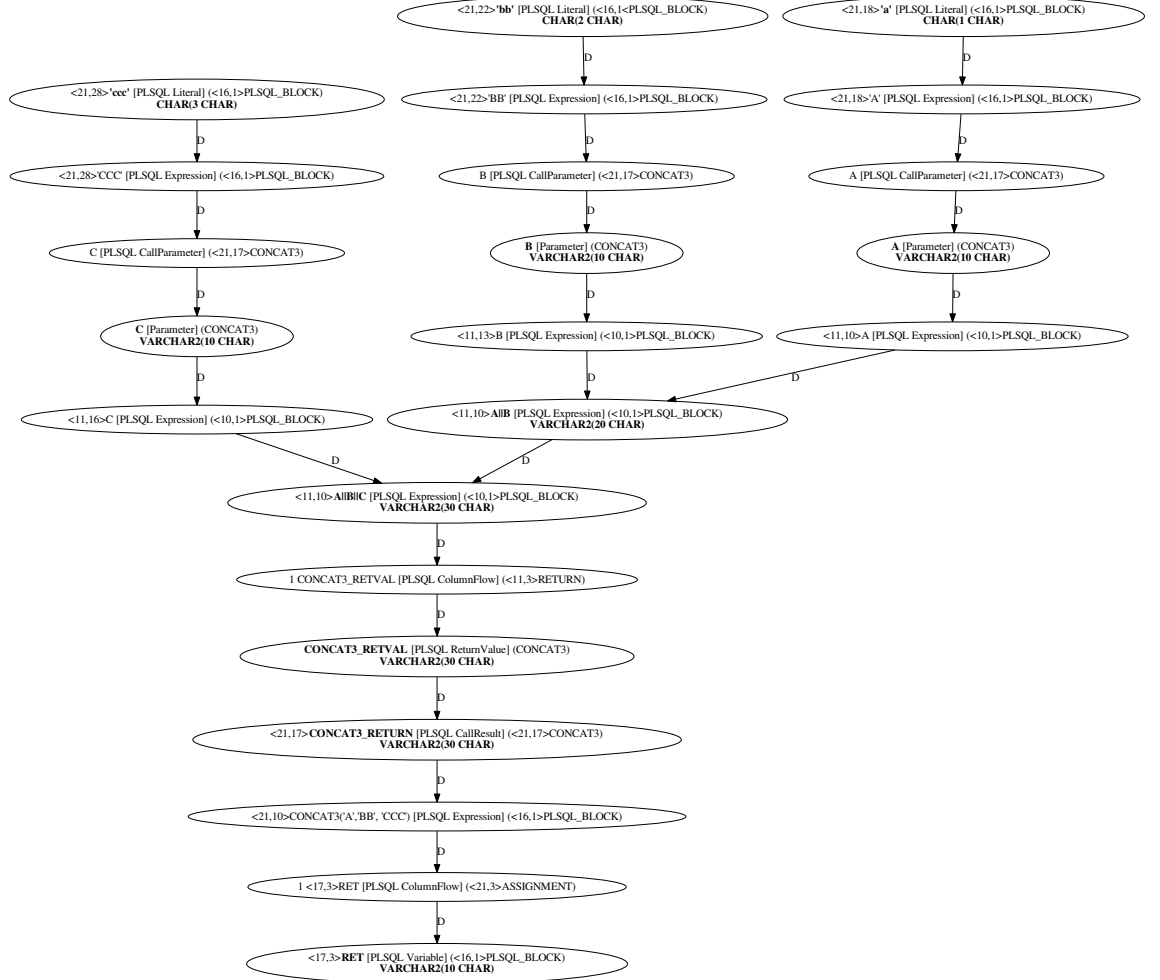 <21,22>'bb' [PLSQL Literal] (<16,1<PLSQL_BLOCK)
CHAR(2 CHAR)
<21,18>'a' [PLSQL Literal] (<16,1>PLSQL_BLOCK)
CHAR(1 CHAR)
D
D
<21,28>'ccc' [PLSQL Literal] (<16,1>PLSQL_BLOCK)
CHAR(3 CHAR)
<21,22>'BB' [PLSQL Expression] (<16,1>PLSQL_BLOCK)
<21,18>'A' [PLSQL Expression] (<16,1>PLSQL_BLOCK)
D
D
D
<21,28>'CCC' [PLSQL Expression] (<16,1>PLSQL_BLOCK)
B [PLSQL CallParameter] (<21,17>CONCAT3)
A [PLSQL CallParameter] (<21,17>CONCAT3)
D
D
D
C [PLSQL CallParameter] (<21,17>CONCAT3)
B [Parameter] (CONCAT3)
VARCHAR2(10 CHAR)
A [Parameter] (CONCAT3)
VARCHAR2(10 CHAR)
D
D
D
C [Parameter] (CONCAT3)
VARCHAR2(10 CHAR)
<11,13>B [PLSQL Expression] (<10,1>PLSQL_BLOCK)
<11,10>A [PLSQL Expression] (<10,1>PLSQL_BLOCK)
D
D
D
<11,16>C [PLSQL Expression] (<10,1>PLSQL_BLOCK)
<11,10>A||B [PLSQL Expression] (<10,1>PLSQL_BLOCK)
VARCHAR2(20 CHAR)
D
D
<11,10>A||B||C [PLSQL Expression] (<10,1>PLSQL_BLOCK)
VARCHAR2(30 CHAR)
D
1 CONCAT3_RETVAL [PLSQL ColumnFlow] (<11,3>RETURN)
D
CONCAT3_RETVAL [PLSQL ReturnValue] (CONCAT3)
VARCHAR2(30 CHAR)
D
<21,17>CONCAT3_RETURN [PLSQL CallResult] (<21,17>CONCAT3)
VARCHAR2(30 CHAR)
D
<21,10>CONCAT3('A','BB', 'CCC') [PLSQL Expression] (<16,1>PLSQL_BLOCK)
D
1 <17,3>RET [PLSQL ColumnFlow] (<21,3>ASSIGNMENT)
D
<17,3>RET [PLSQL Variable] (<16,1>PLSQL_BLOCK)
VARCHAR2(10 CHAR)